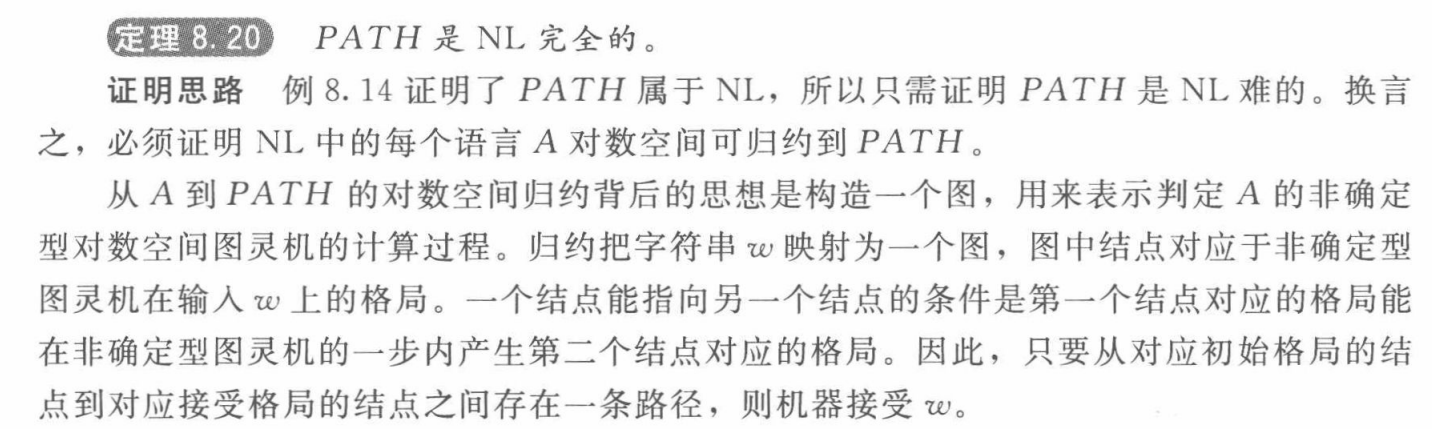 定理 8.20 PATH 是 NL 完全的。
证明思路 例 8.14 证明了 PATH 属于 NL，所以只需证明 PATH 是 NL 难的。换言
之，必须证明 NL 中的每个语言 A 对数空间可归约到 PATH。
从 A 到 PATH 的对数空间归约背后的思想是构造一个图，用来表示判定 A 的非确定
型对数空间图灵机的计算过程。归约把字符串 w 映射为一个图，图中结点对应于非确定型
图灵机在输入 w 上的格局。一个结点能指向另一个结点的条件是第一个结点对应的格局能
在非确定型图灵机的一步内产生第二个结点对应的格局。因此，只要从对应初始格局的结
点到对应接受格局的结点之间存在一条路径，则机器接受 w。